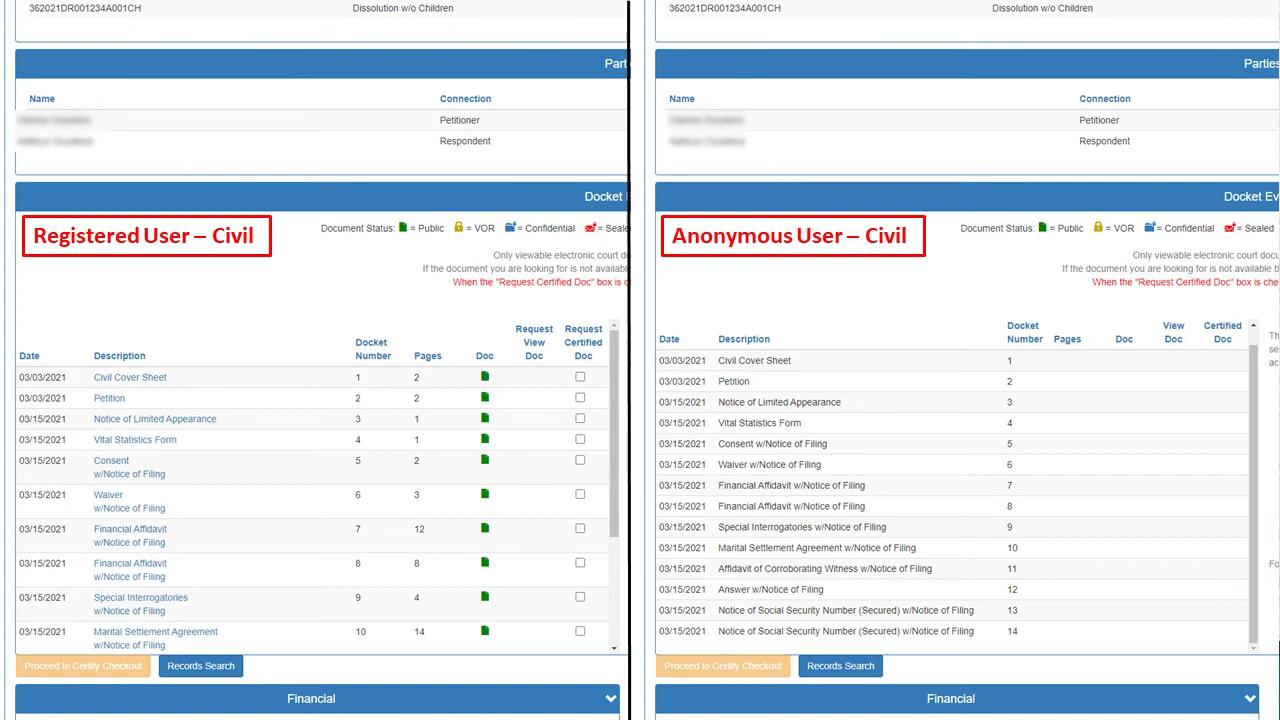 362021DR001234A001CH Dissolution w/o Children
Part
Name Connection
Petitioner
Respondent
Docket
Registered User – Civil
Document Status: = Public = VOR = Confidential = Seale
Only viewable electronic court do
If the document you are looking for is not available
When the "Request Certified Doc" box is c
Date Description Docket Number Pages Doc Request View Doc Request Certified Doc
03/03/2021 Civil Cover Sheet 1 2
03/03/2021 Petition 2 2
03/15/2021 Notice of Limited Appearance 3 1
03/15/2021 Vital Statistics Form 4 1
03/15/2021 Consent 5 2
w/Notice of Filing
03/15/2021 Waiver 6 3
w/Notice of Filing
03/15/2021 Financial Affidavit 7 12
w/Notice of Filing
03/15/2021 Financial Affidavit 8 8
w/Notice of Filing
03/15/2021 Special Interrogatories 9 4
w/Notice of Filing
03/15/2021 Marital Settlement Agreement 10 14
w/Notice of Filing
Proceed to Certify Checkout Records Search
Financial
362021DR001234A001CH Dissolution w/o Children
Parties
Name Connection
Petitioner
Respondent
Docket Ev
Anonymous User – Civil
Document Status: = Public = VOR = Confidential = Sealed
Only viewable electronic court docu
If the document you are looking for is not available b
When the "Request Certified Doc" box is che
Date Description Docket Number Pages Doc View Doc Certified Doc
Th
se
ac
03/03/2021 Civil Cover Sheet 1
03/03/2021 Petition 2
03/15/2021 Notice of Limited Appearance 3
03/15/2021 Vital Statistics Form 4
03/15/2021 Consent w/Notice of Filing 5
03/15/2021 Waiver w/Notice of Filing 6
03/15/2021 Financial Affidavit w/Notice of Filing 7
03/15/2021 Financial Affidavit w/Notice of Filing 8
03/15/2021 Special Interrogatories w/Notice of Filing 9
03/15/2021 Marital Settlement Agreement w/Notice of Filing 10
03/15/2021 Affidavit of Corroborating Witness w/Notice of Filing 11
Fo
03/15/2021 Answer w/Notice of Filing 12
03/15/2021 Notice of Social Security Number (Secured) w/Notice of Filing 13
03/15/2021 Notice of Social Security Number (Secured) w/Notice of Filing 14
Proceed to Certify Checkout Records Search
Financial